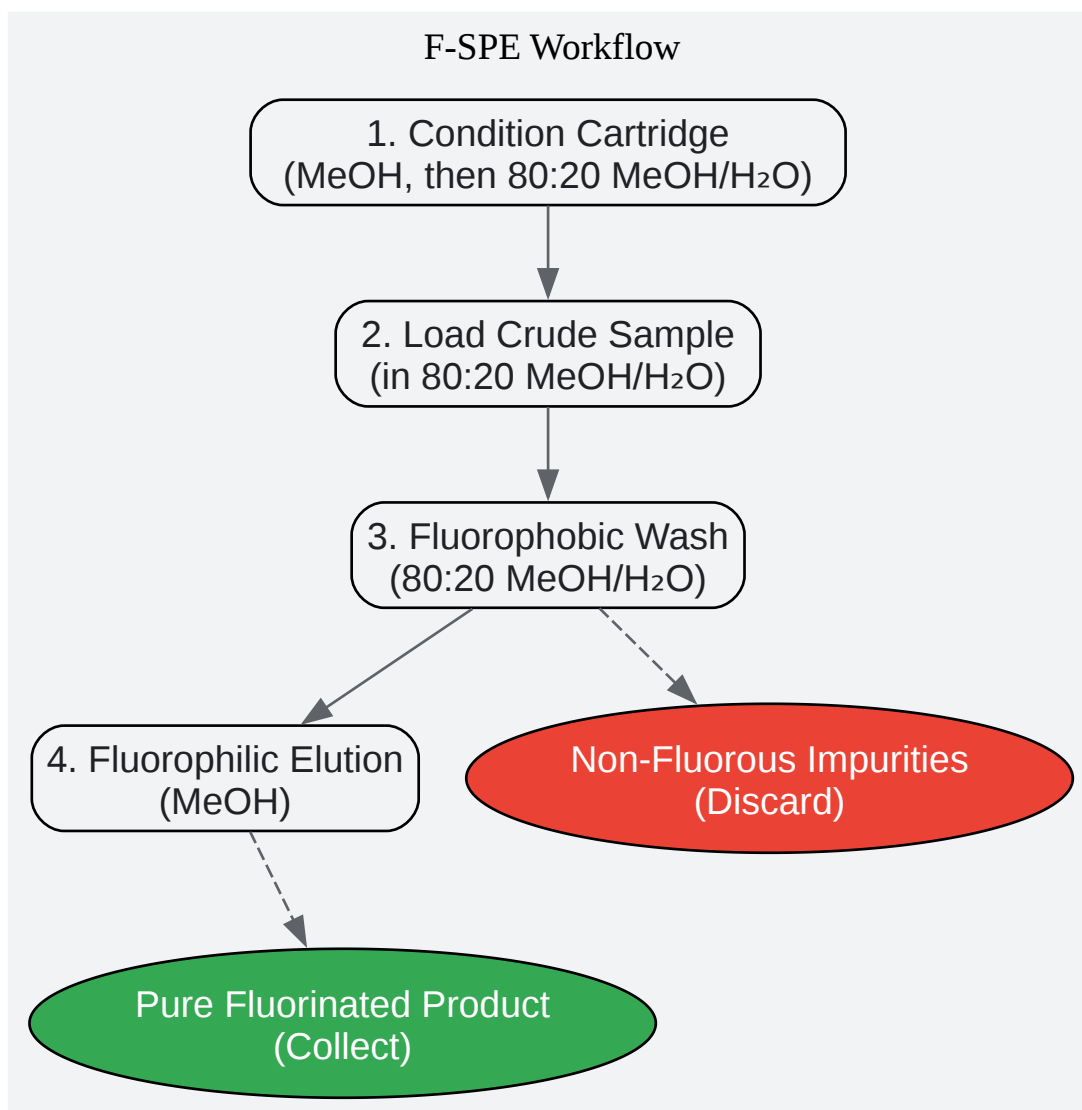 F-SPE Workflow
1. Condition Cartridge
(MeOH, then 80:20 MeOH/H₂O)
2. Load Crude Sample
(in 80:20 MeOH/H₂O)
3. Fluorophobic Wash
(80:20 MeOH/H₂O)
4. Fluorophilic Elution
(MeOH)
Non-Fluorous Impurities
(Discard)
Pure Fluorinated Product
(Collect)